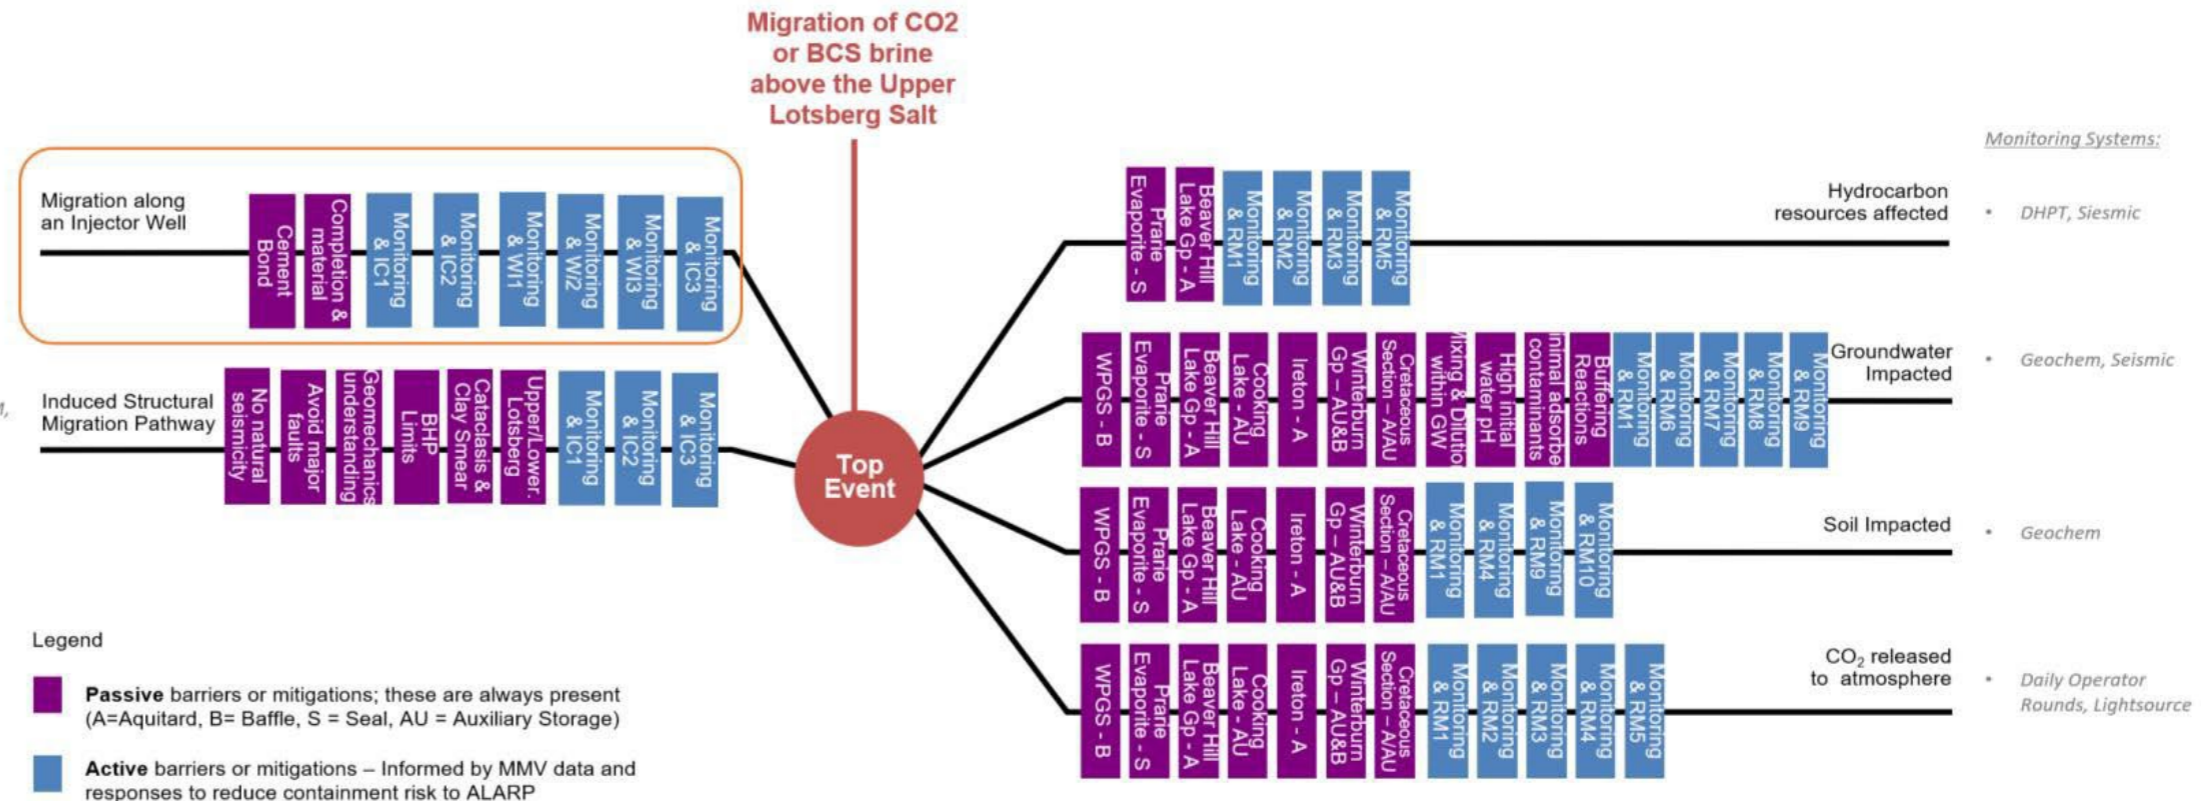 Migration of CO2
or BCS brine
above the Upper
Lotsberg Salt
Migration along
an Injector Well
Cement
Bond
Completion &
material
Monitoring
& IC1
Monitoring
& IC2
Monitoring
& WI1
Monitoring
& WI2
Monitoring
& WI3
Monitoring
& IC3
Induced Structural
Migration Pathway
No natural
seismicity
Avoid major
faults
Geomechanics
understanding
BHP
Limits
Cataclasis &
Clay Smear
Upper/Lower.
Lotsberg
Monitoring
& IC1
Monitoring
& IC2
Monitoring
& IC3
Top
Event
Prarie
Evaporite - S
Beaver Hill
Lake Gp - A
Monitoring
& RM1
Monitoring
& RM2
Monitoring
& RM3
Monitoring
& RM5
Hydrocarbon
resources affected
WPGS - B
Prarie
Evaporite - S
Beaver Hill
Lake Gp - A
Cooking
Lake - AU
Ireton - A
Winterburn
Gp – AU&B
Cretaceous
Section – A/AU
& Dilution
within GW
High initial
water pH
contaminants
Buffering
Reactions
Monitoring
& RM1
Monitoring
& RM6
Monitoring
& RM7
Monitoring
& RM8
Monitoring
& RM9
Groundwater
Impacted
WPGS - B
Prarie
Evaporite - S
Beaver Hill
Lake Gp - A
Cooking
Lake - AU
Ireton - A
Winterburn
Gp – AU&B
Cretaceous
Section – A/AU
Monitoring
& RM1
Monitoring
& RM4
Monitoring
& RM9
Monitoring
& RM10
Soil Impacted
WPGS - B
Prarie
Evaporite - S
Beaver Hill
Lake Gp - A
Cooking
Lake - AU
Ireton - A
Winterburn
Gp – AU&B
Cretaceous
Section – A/AU
Monitoring
& RM1
Monitoring
& RM2
Monitoring
& RM3
Monitoring
& RM4
Monitoring
& RM5
CO₂ released
to atmosphere
Monitoring Systems:
• DHPT, Siesmic
• Geochem, Seismic
• Geochem
• Daily Operator
Rounds, Lightsource
Legend
Passive barriers or mitigations; these are always present
(A=Aquitard, B= Baffle, S = Seal, AU = Auxiliary Storage)
Active barriers or mitigations – Informed by MMV data and
responses to reduce containment risk to ALARP